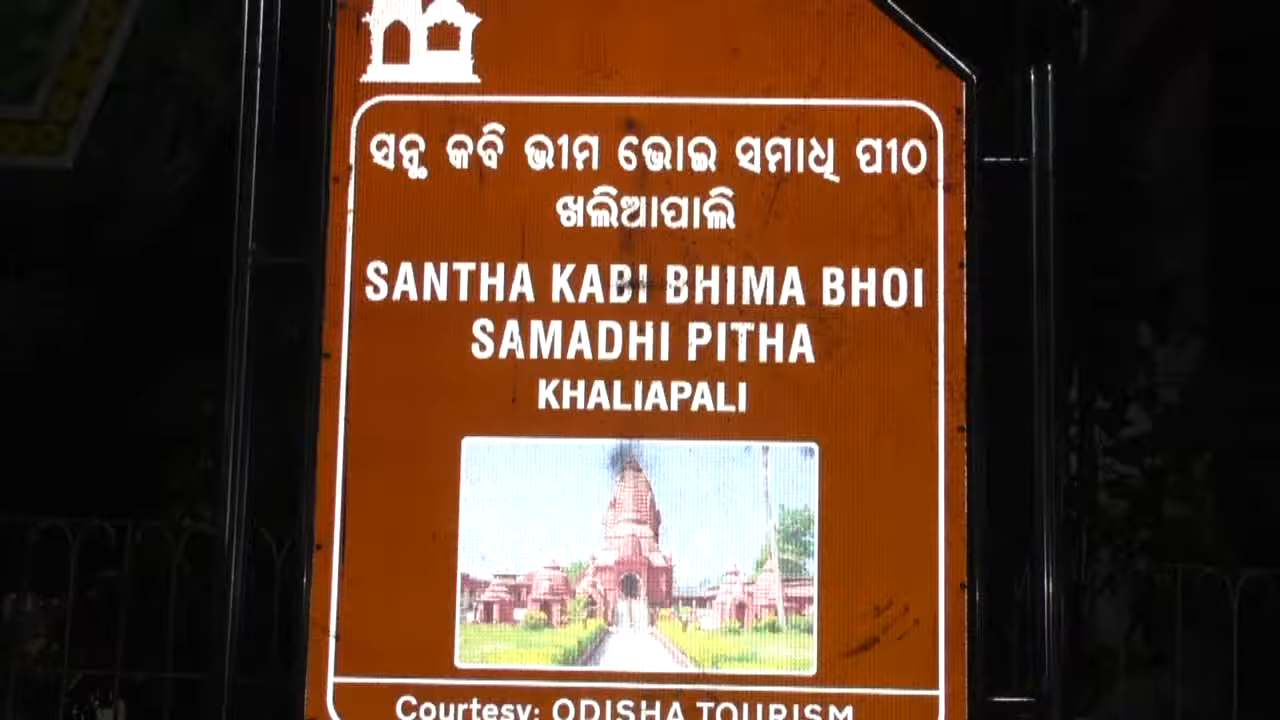 ସନ୍ଥ କବି ଭୀମ ଭୋଇ ସମାଧି ପୀଠ
ଖଲିଆପାଲି
SANTHA KABI BHIMA BHOI
SAMADHI PITHA
KHALIAPALI
Courtesy: ODISHA TOURISM